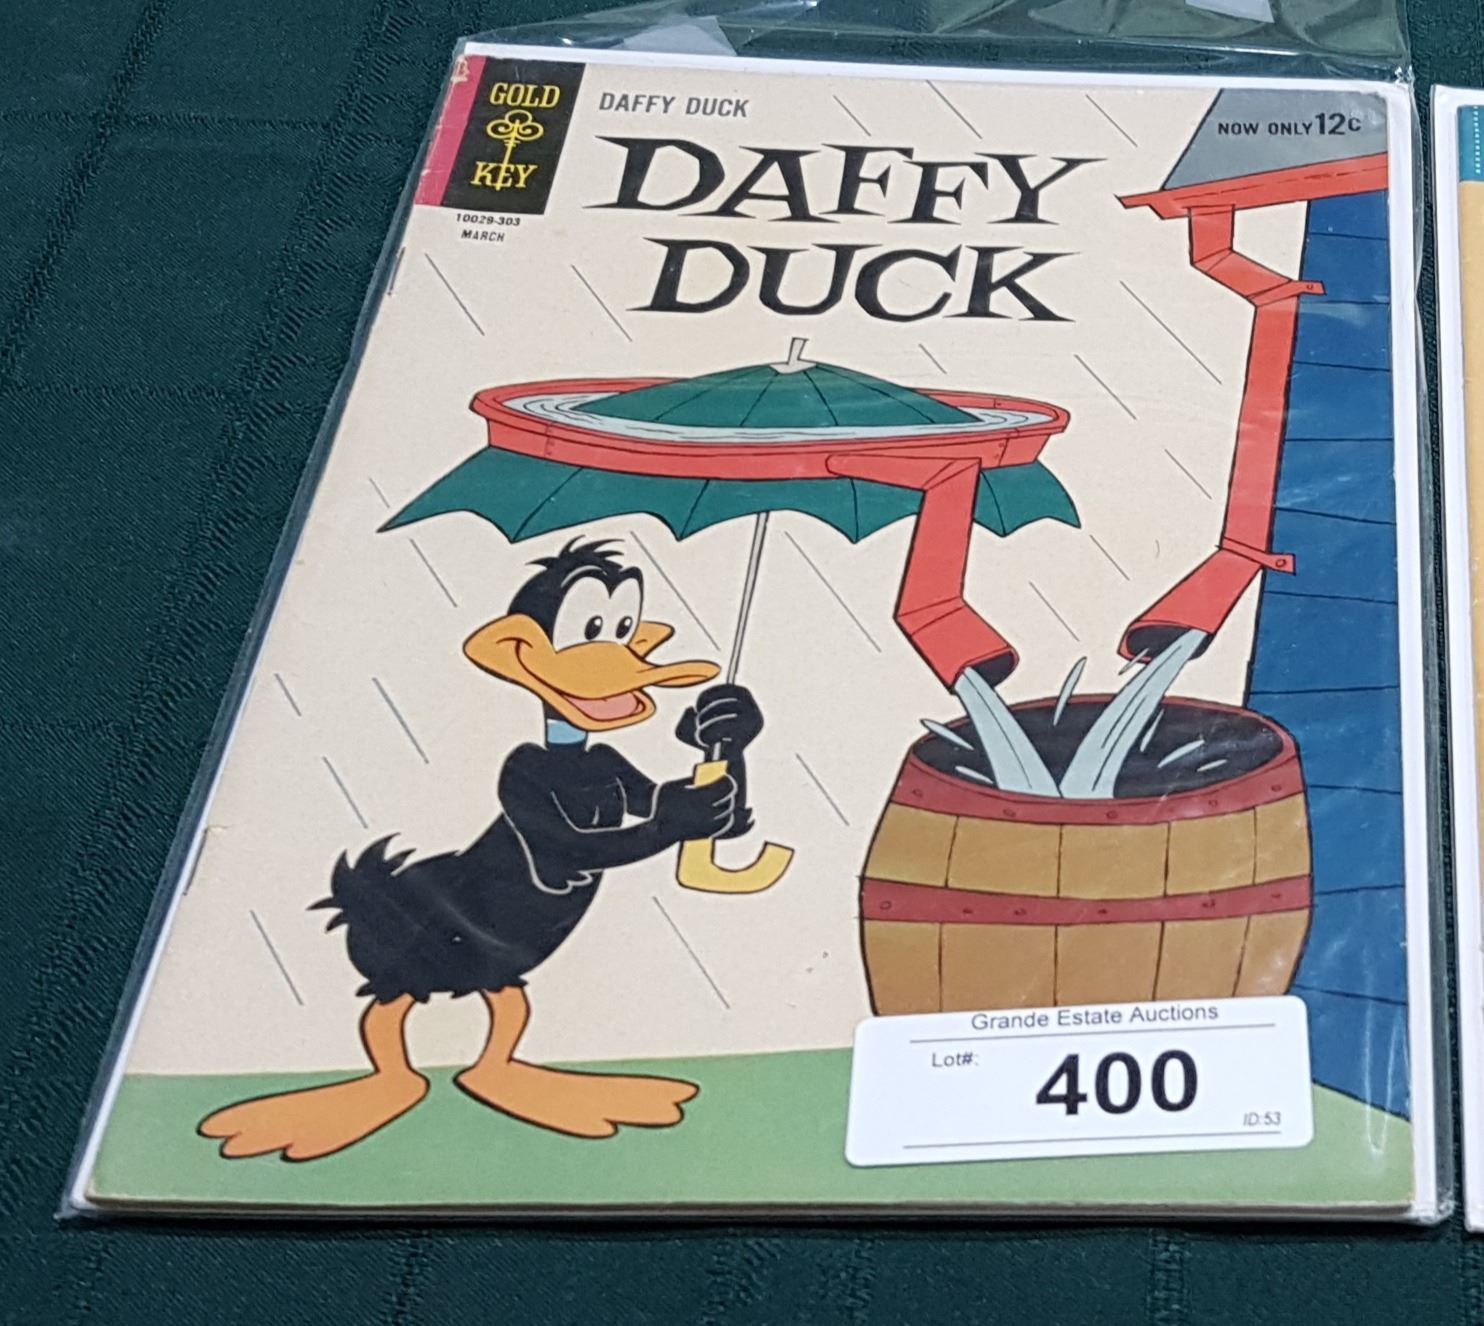 GOLD
KEY
10029-303
MARCH
DAFFY DUCK
DAFFY
DUCK
NOW ONLY 12¢
Grande Estate Auctions
Lot#:
400
ID:53